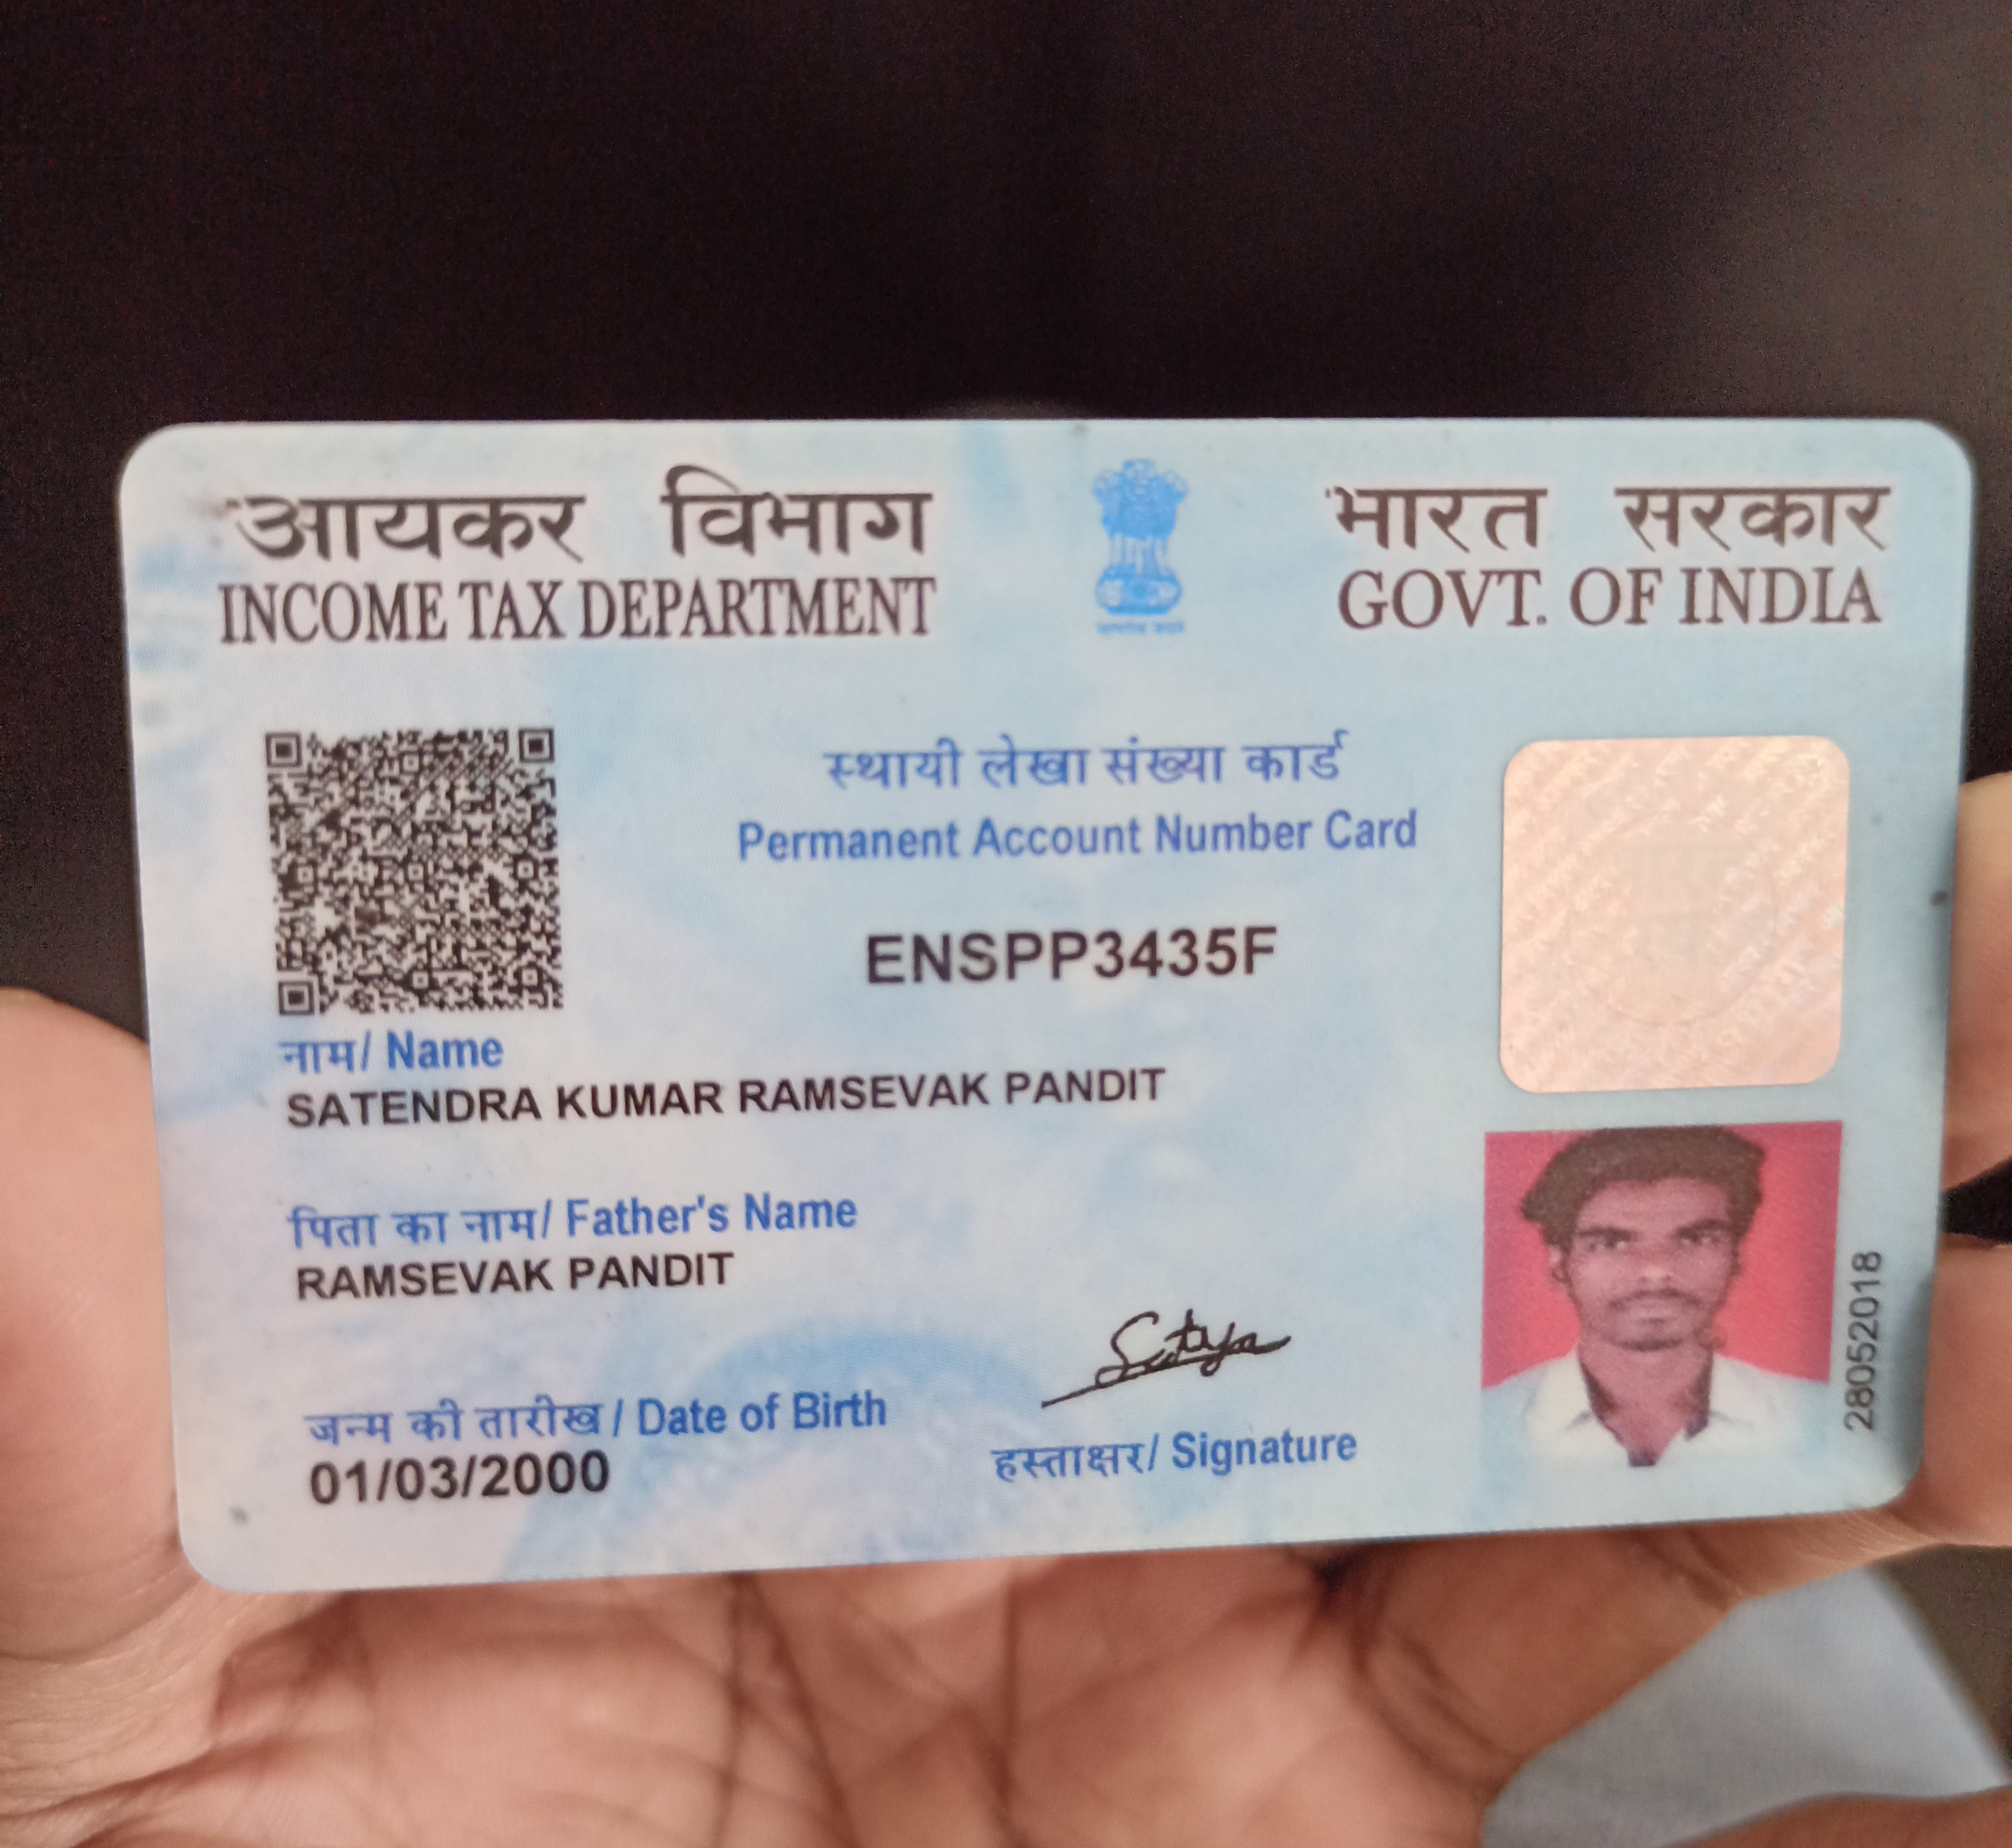 आयकर विभाग
INCOME TAX DEPARTMENT
भारत सरकार
GOVT. OF INDIA
स्थायी लेखा संख्या कार्ड
Permanent Account Number Card
ENSPP3435F
नाम/ Name
SATENDRA KUMAR RAMSEVAK PANDIT
पिता का नाम/ Father's Name
RAMSEVAK PANDIT
जन्म की तारीख / Date of Birth
01/03/2000
Satya
हस्ताक्षर/ Signature
28052018